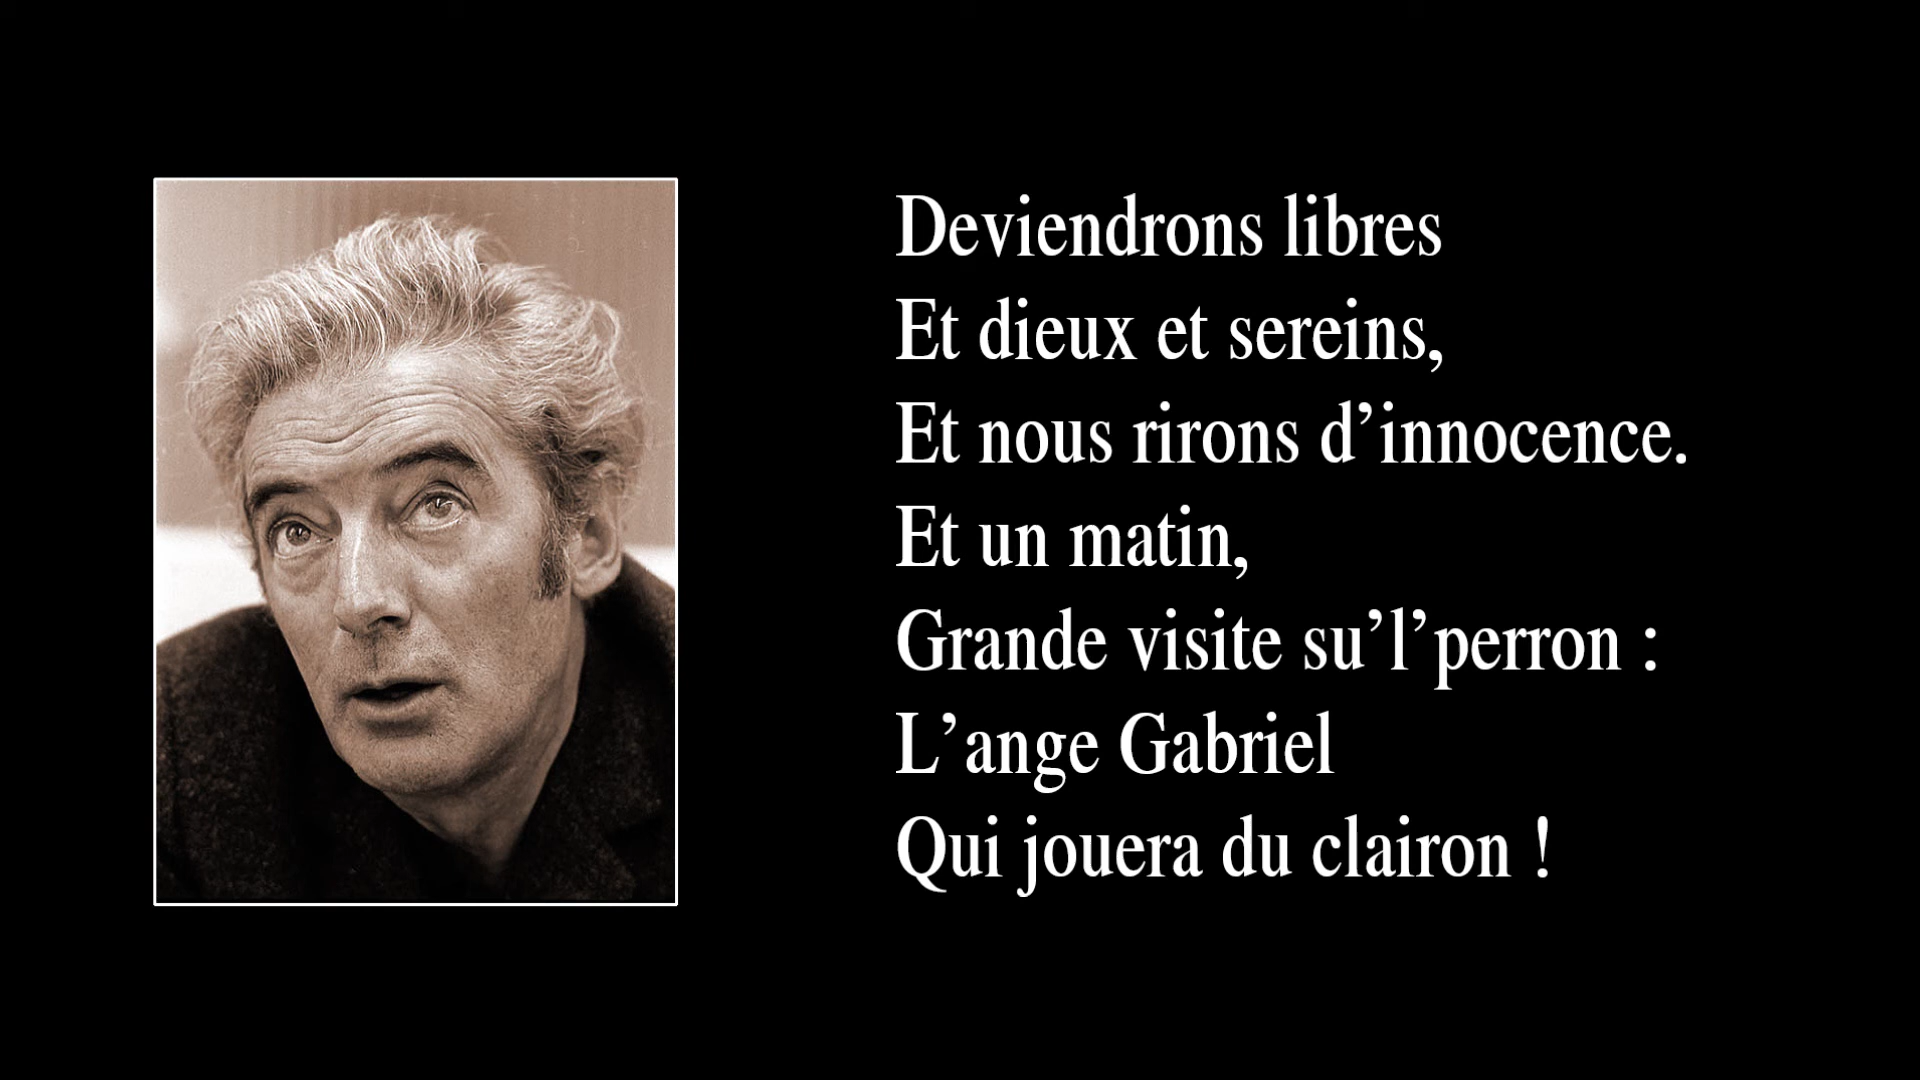 Deviendrons libres
Et dieux et sereins,
Et nous rirons d’innocence.
Et un matin,
Grande visite su’l’perron :
L’ange Gabriel
Qui jouera du clairon !